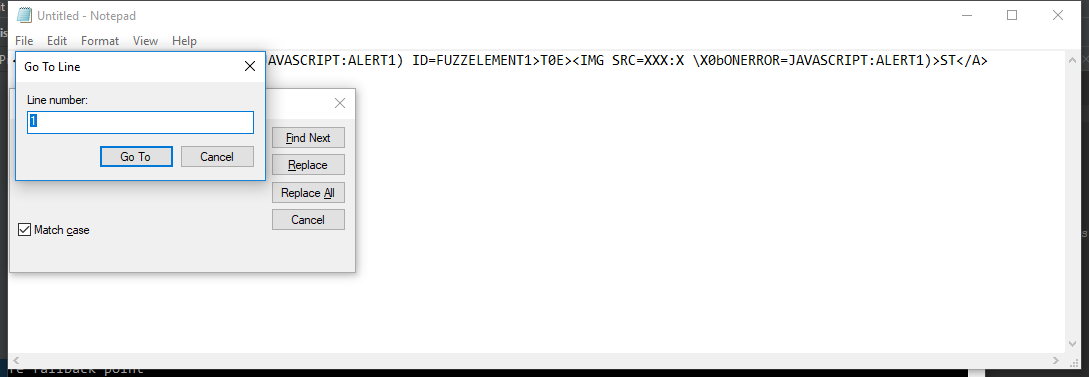 Untitled - Notepad
File Edit Format View Help
JAVASCRIPT:ALERT1) ID=FUZZELEMENT1>T0E><IMG SRC=XXX:X \X0bONERROR=JAVASCRIPT:ALERT1)>ST</A>
Go To Line
Line number:
1
Go To Cancel
Find Next
Replace
Replace All
Cancel
Match case
re fallback point